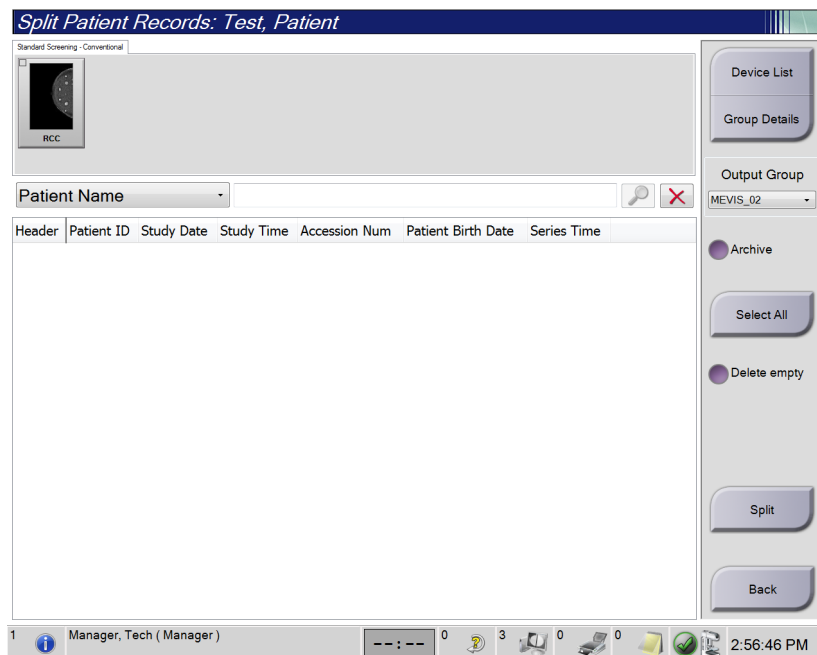 Split Patient Records: Test, Patient
Standard Screening - Conventional
RCC
Device List
Group Details
Output Group
MEVIS_02
Patient Name
Header Patient ID Study Date Study Time Accession Num Patient Birth Date Series Time
Archive
Select All
Delete empty
Split
Back
1 Manager, Tech ( Manager ) --:-- 0 3 0 0 2:56:46 PM